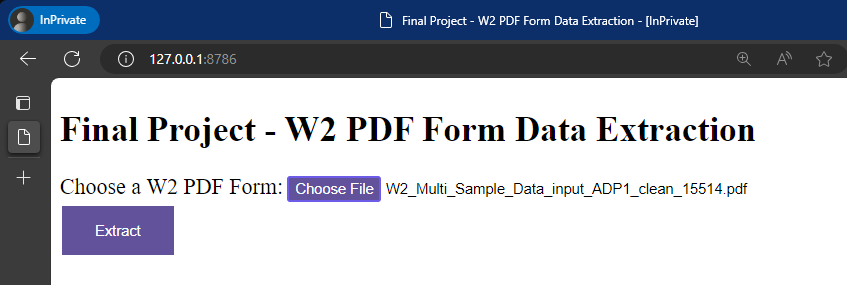 InPrivate
Final Project - W2 PDF Form Data Extraction - [InPrivate]
127.0.0.1:8786
A
Final Project - W2 PDF Form Data Extraction
Choose a W2 PDF Form: Choose File W2_Multi_Sample_Data_input_ADP1_clean_15514.pdf
Extract